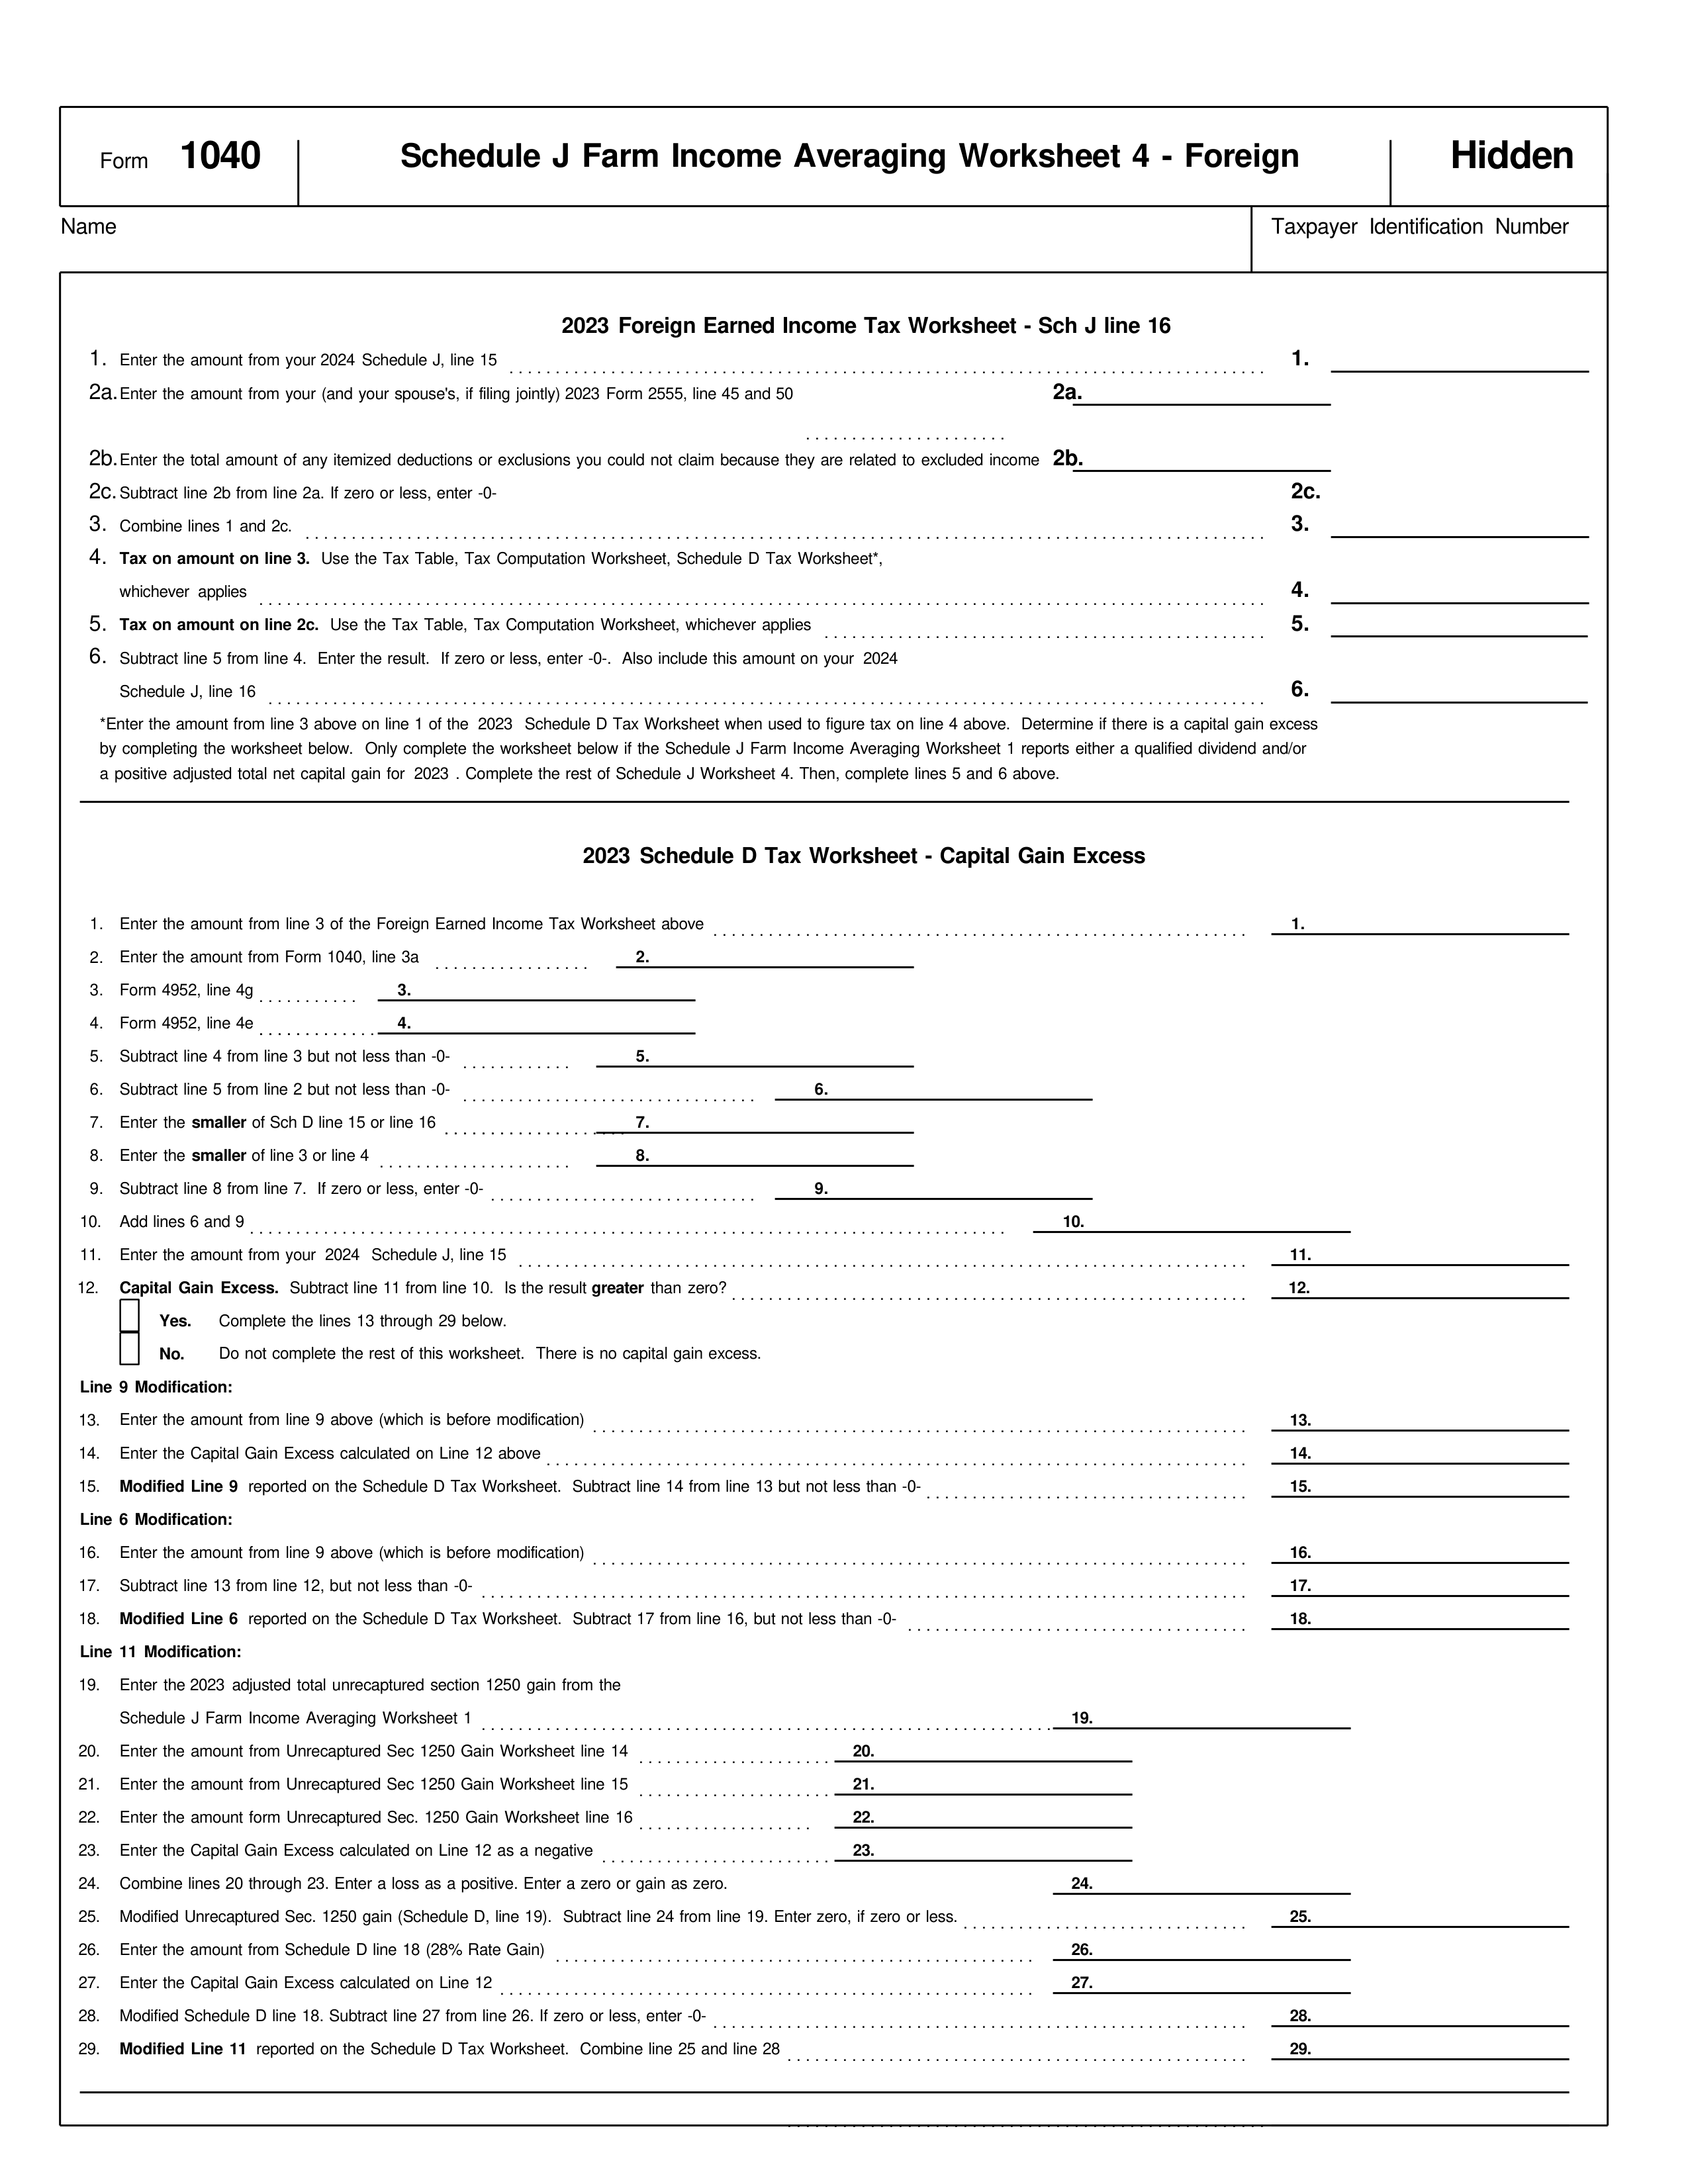 Form 1040 Schedule J Farm Income Averaging Worksheet 4 - Foreign Hidden
Name Taxpayer Identification Number
2023 Foreign Earned Income Tax Worksheet - Sch J line 16
1. Enter the amount from your 2024 Schedule J, line 15 1.
2a. Enter the amount from your (and your spouse's, if filing jointly) 2023 Form 2555, line 45 and 50 2a.
2b. Enter the total amount of any itemized deductions or exclusions you could not claim because they are related to excluded income 2b.
2c. Subtract line 2b from line 2a. If zero or less, enter -0- 2c.
3. Combine lines 1 and 2c. 3.
4. Tax on amount on line 3. Use the Tax Table, Tax Computation Worksheet, Schedule D Tax Worksheet*,
whichever applies 4.
5. Tax on amount on line 2c. Use the Tax Table, Tax Computation Worksheet, whichever applies 5.
6. Subtract line 5 from line 4. Enter the result. If zero or less, enter -0-. Also include this amount on your 2024
Schedule J, line 16 6.
*Enter the amount from line 3 above on line 1 of the 2023 Schedule D Tax Worksheet when used to figure tax on line 4 above. Determine if there is a capital gain excess
by completing the worksheet below. Only complete the worksheet below if the Schedule J Farm Income Averaging Worksheet 1 reports either a qualified dividend and/or
a positive adjusted total net capital gain for 2023 . Complete the rest of Schedule J Worksheet 4. Then, complete lines 5 and 6 above.
2023 Schedule D Tax Worksheet - Capital Gain Excess
1. Enter the amount from line 3 of the Foreign Earned Income Tax Worksheet above 1.
2. Enter the amount from Form 1040, line 3a 2.
3. Form 4952, line 4g 3.
4. Form 4952, line 4e 4.
5. Subtract line 4 from line 3 but not less than -0- 5.
6. Subtract line 5 from line 2 but not less than -0- 6.
7. Enter the smaller of Sch D line 15 or line 16 7.
8. Enter the smaller of line 3 or line 4 8.
9. Subtract line 8 from line 7. If zero or less, enter -0- 9.
10. Add lines 6 and 9 10.
11. Enter the amount from your 2024 Schedule J, line 15 11.
12. Capital Gain Excess. Subtract line 11 from line 10. Is the result greater than zero? 12.
Yes. Complete the lines 13 through 29 below.
No. Do not complete the rest of this worksheet. There is no capital gain excess.
Line 9 Modification:
13. Enter the amount from line 9 above (which is before modification) 13.
14. Enter the Capital Gain Excess calculated on Line 12 above 14.
15. Modified Line 9 reported on the Schedule D Tax Worksheet. Subtract line 14 from line 13 but not less than -0- 15.
Line 6 Modification:
16. Enter the amount from line 9 above (which is before modification) 16.
17. Subtract line 13 from line 12, but not less than -0- 17.
18. Modified Line 6 reported on the Schedule D Tax Worksheet. Subtract 17 from line 16, but not less than -0- 18.
Line 11 Modification:
19. Enter the 2023 adjusted total unrecaptured section 1250 gain from the
Schedule J Farm Income Averaging Worksheet 1 19.
20. Enter the amount from Unrecaptured Sec 1250 Gain Worksheet line 14 20.
21. Enter the amount from Unrecaptured Sec 1250 Gain Worksheet line 15 21.
22. Enter the amount form Unrecaptured Sec. 1250 Gain Worksheet line 16 22.
23. Enter the Capital Gain Excess calculated on Line 12 as a negative 23.
24. Combine lines 20 through 23. Enter a loss as a positive. Enter a zero or gain as zero. 24.
25. Modified Unrecaptured Sec. 1250 gain (Schedule D, line 19). Subtract line 24 from line 19. Enter zero, if zero or less. 25.
26. Enter the amount from Schedule D line 18 (28% Rate Gain) 26.
27. Enter the Capital Gain Excess calculated on Line 12 27.
28. Modified Schedule D line 18. Subtract line 27 from line 26. If zero or less, enter -0- 28.
29. Modified Line 11 reported on the Schedule D Tax Worksheet. Combine line 25 and line 28 29.